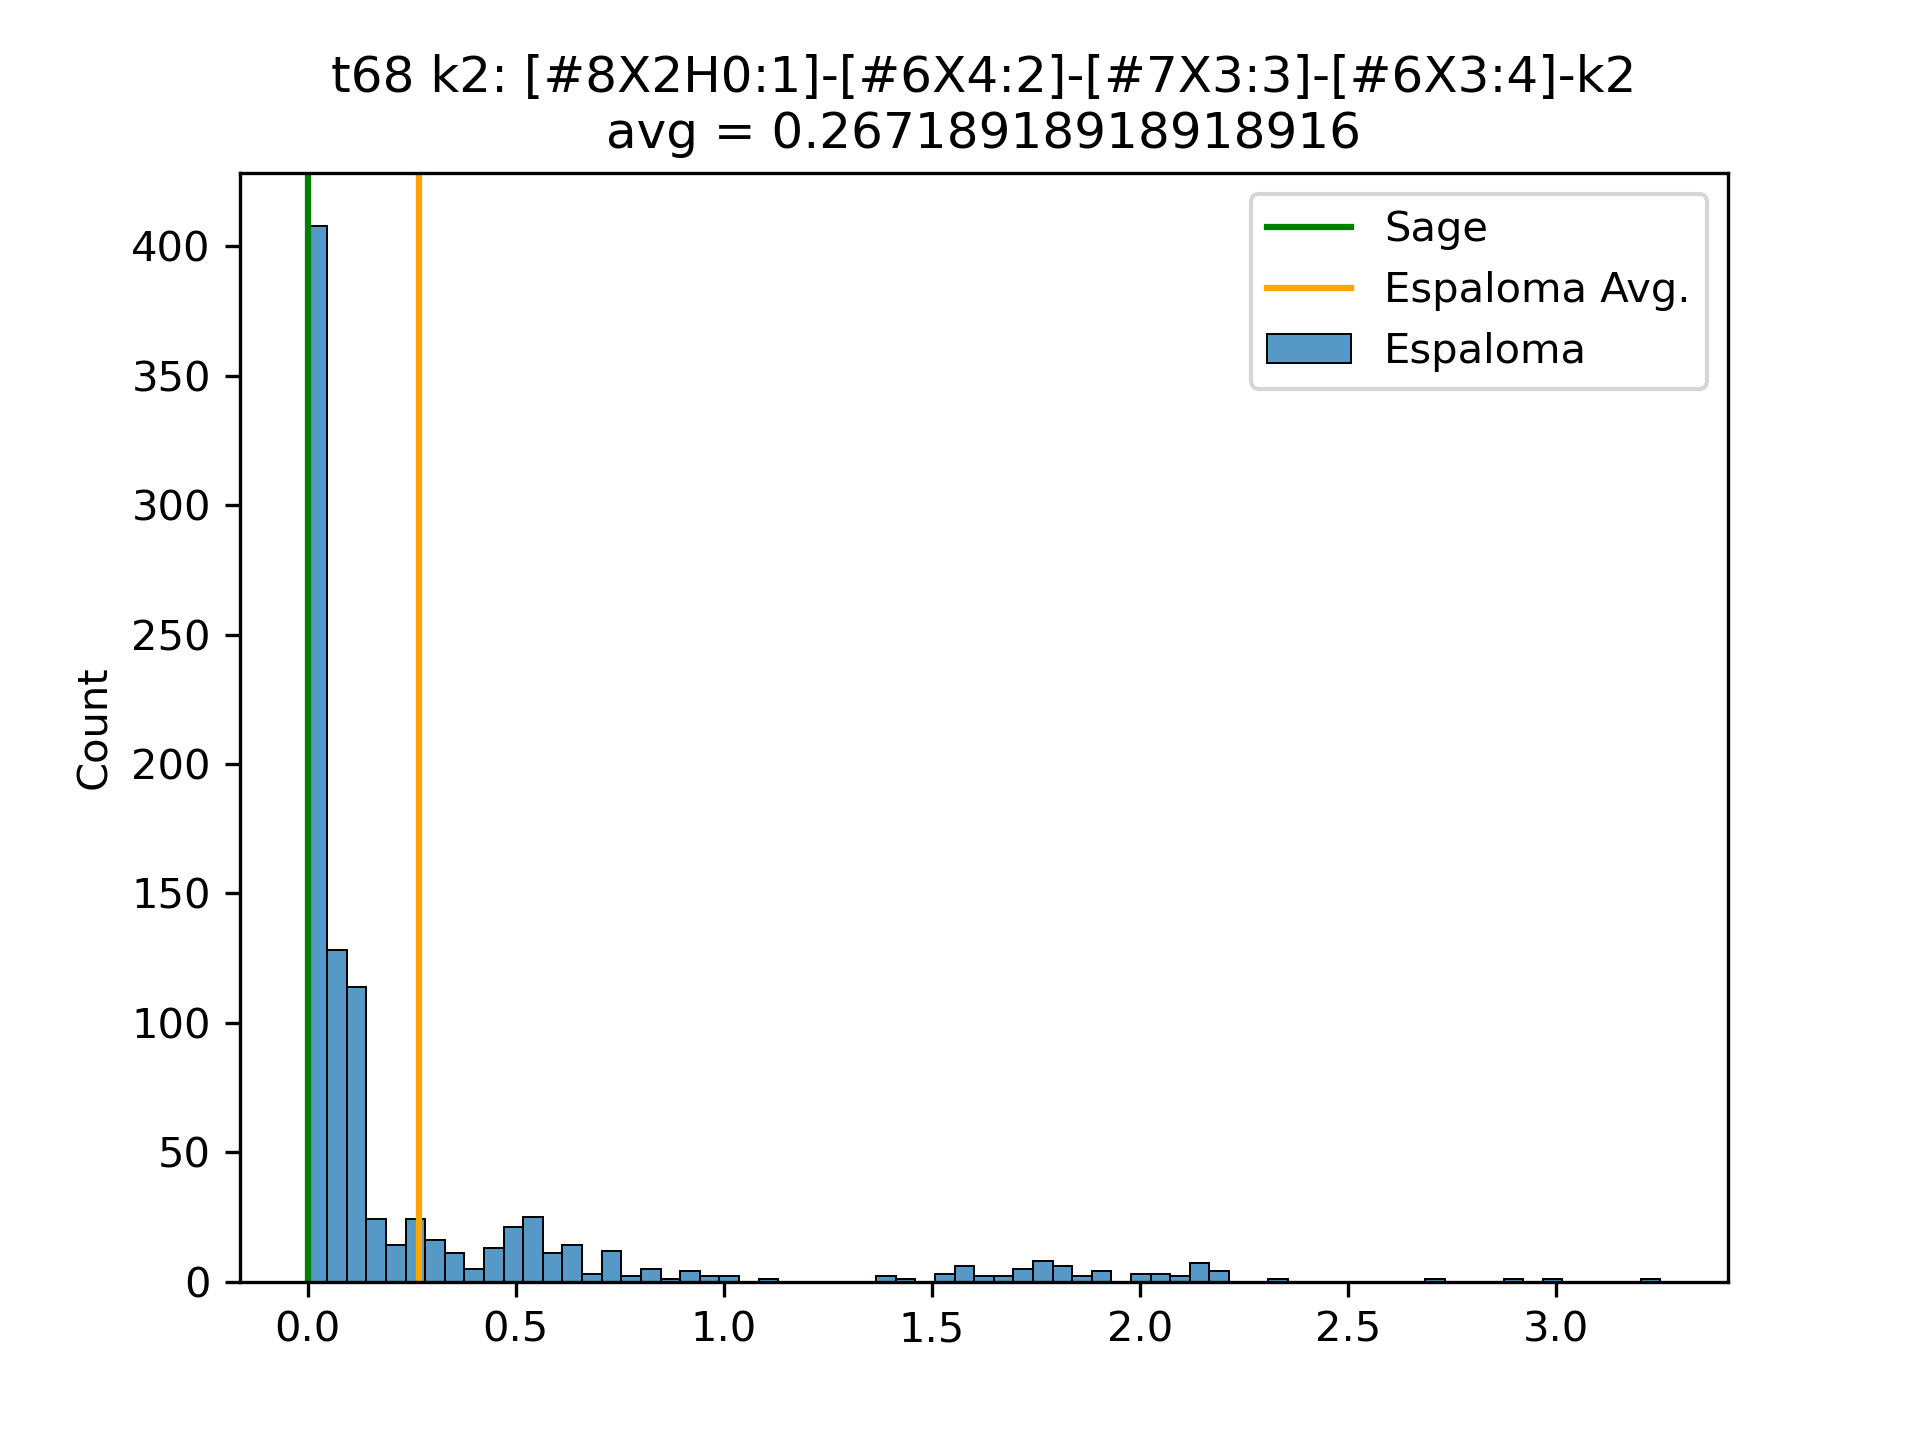 t68 k2: [#8X2H0:1]-[#6X4:2]-[#7X3:3]-[#6X3:4]-k2
avg = 0.26718918918918916
Sage
Espaloma Avg.
Espaloma
Count
400
350
300
250
200
150
100
50
0
0.0 0.5 1.0 1.5 2.0 2.5 3.0